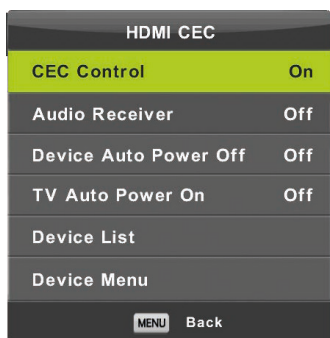 HDMI CEC
CEC Control On
Audio Receiver Off
Device Auto Power Off Off
TV Auto Power On Off
Device List
Device Menu
MENU Back